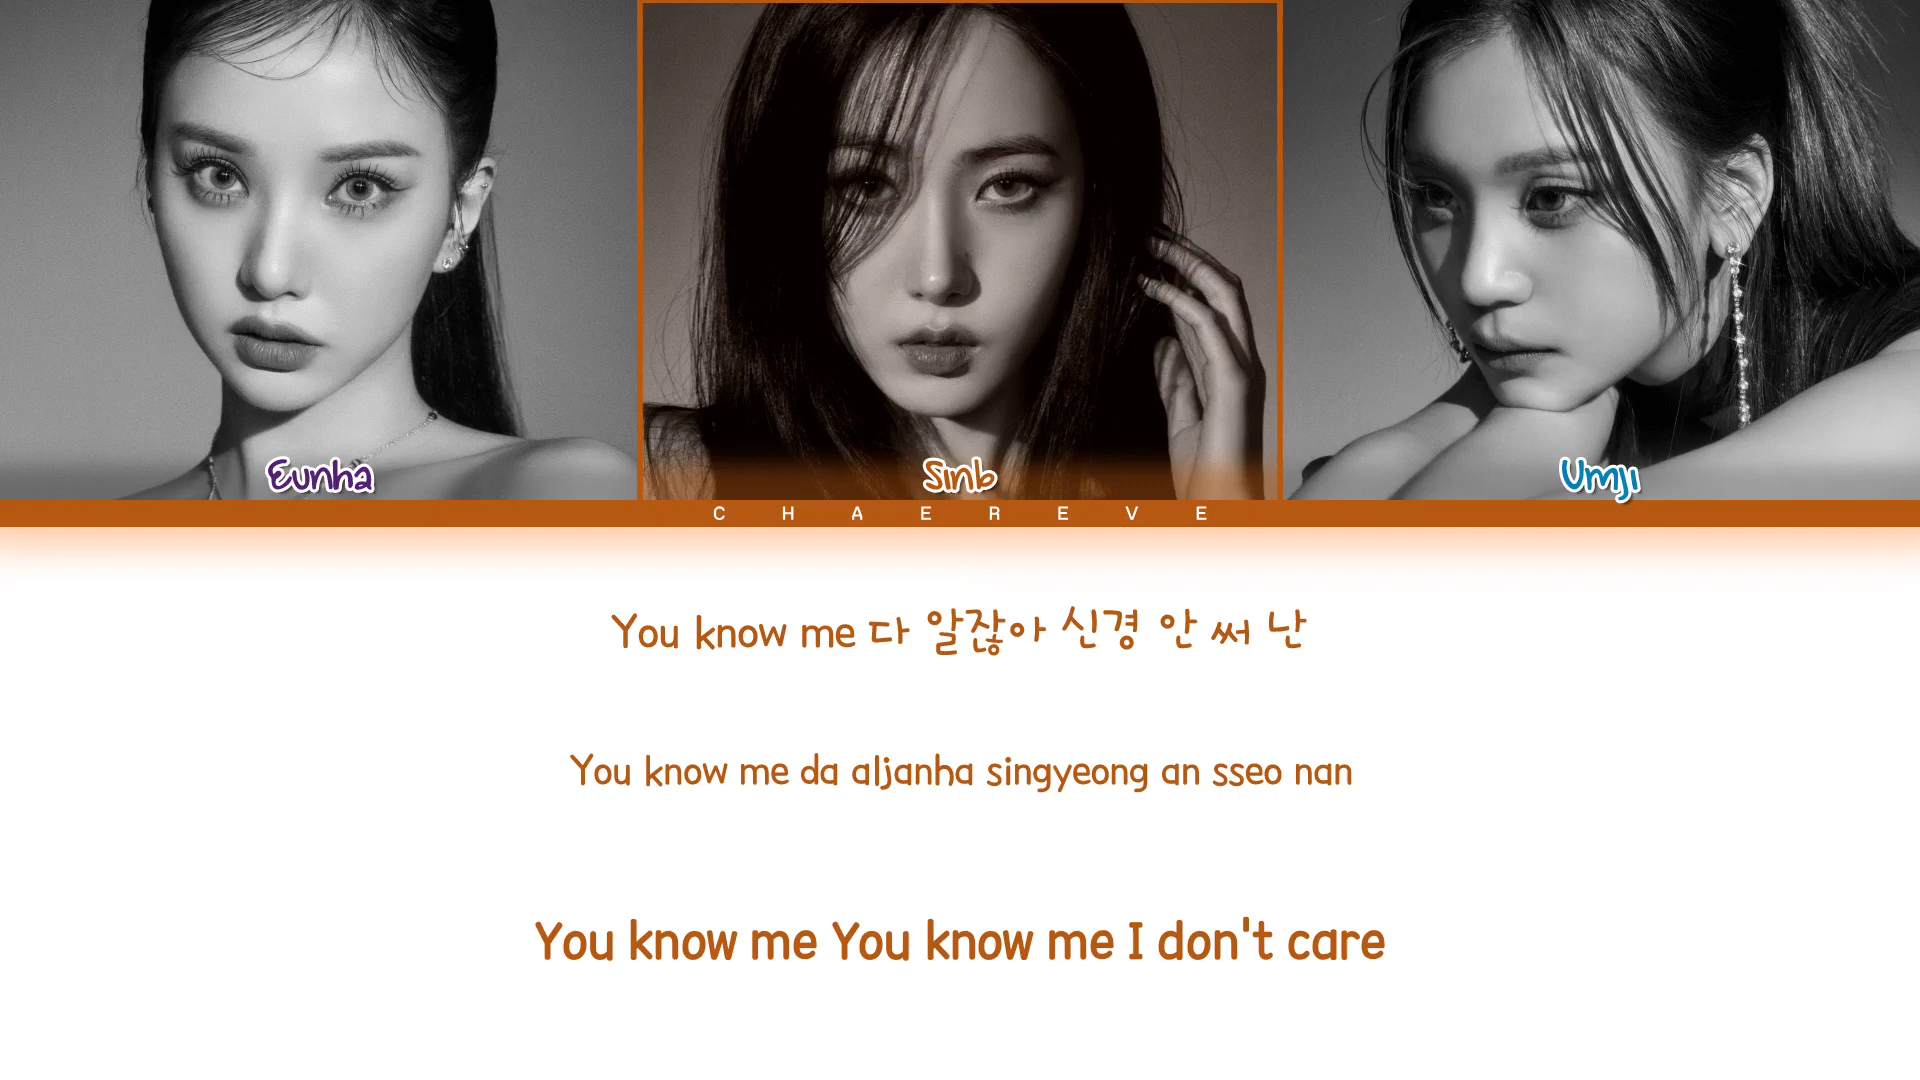 Eunha
Sinb
Umji
CHAEREVE
You know me 다 알잖아 신경 안 써 난
You know me da aljanha singyeong an sseo nan
You know me You know me I don't care